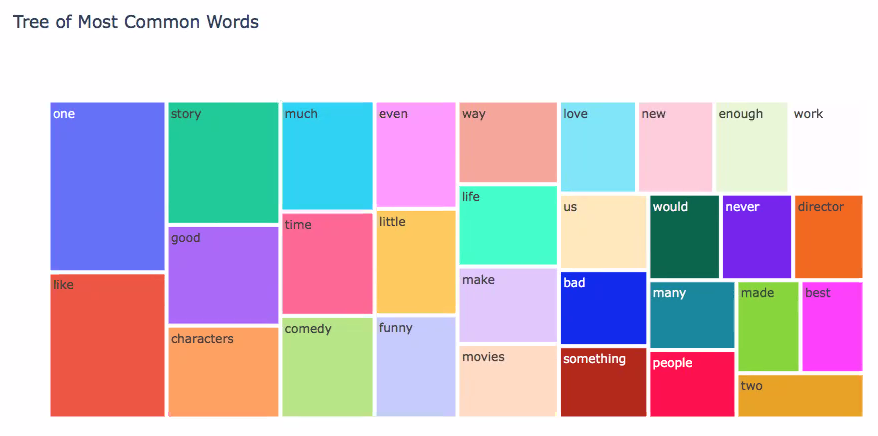 Tree of Most Common Words
one
like
story
good
characters
much
time
comedy
even
little
funny
way
life
make
movies
love
new
enough
work
us
bad
something
would
never
director
many
people
made
best
two